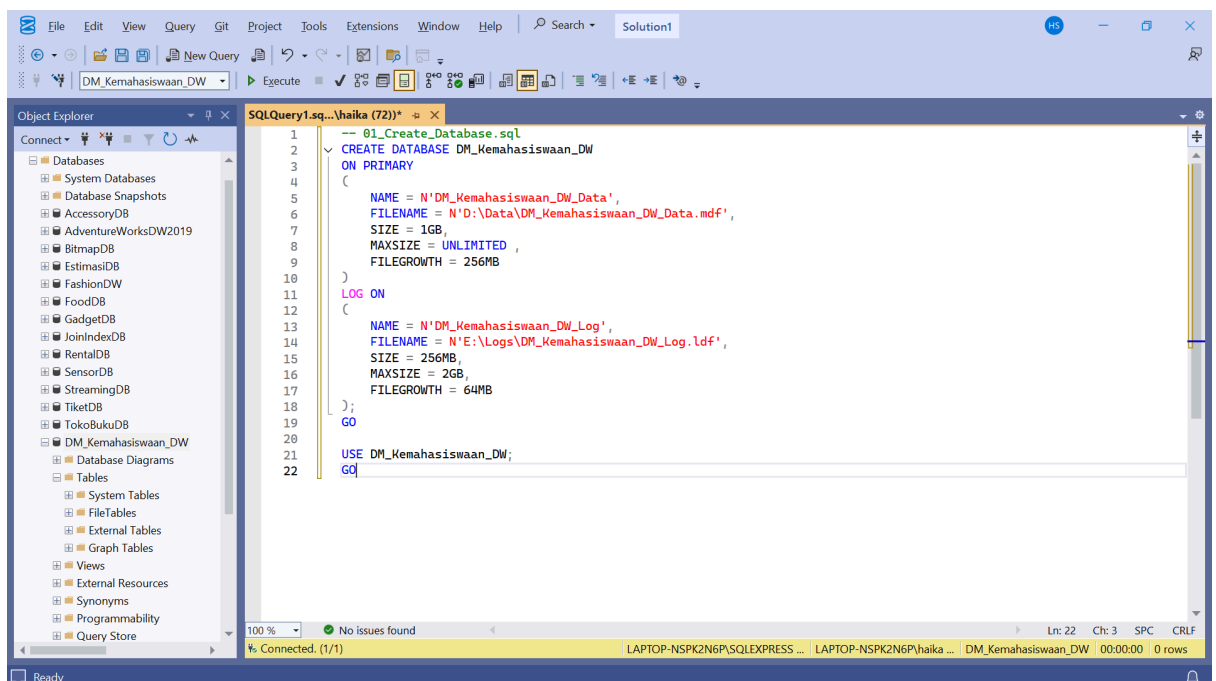 File Edit View Query Git Project Tools Extensions Window Help Search Solution1 HS
New Query
DM_Kemahasiswaan_DW Execute
Object Explorer
Connect
Databases
System Databases
Database Snapshots
AccessoryDB
AdventureWorksDW2019
BitmapDB
EstimasiDB
FashionDW
FoodDB
GadgetDB
JoinIndexDB
RentalDB
SensorDB
StreamingDB
TiketDB
TokoBukuDB
DM_Kemahasiswaan_DW
Database Diagrams
Tables
System Tables
FileTables
External Tables
Graph Tables
Views
External Resources
Synonyms
Programmability
Query Store
SQLQuery1.sq...\haika (72))*
1 -- 01_Create_Database.sql
2 CREATE DATABASE DM_Kemahasiswaan_DW
3 ON PRIMARY
4 (
5 NAME = N'DM_Kemahasiswaan_DW_Data',
6 FILENAME = N'D:\Data\DM_Kemahasiswaan_DW_Data.mdf',
7 SIZE = 1GB,
8 MAXSIZE = UNLIMITED ,
9 FILEGROWTH = 256MB
10 )
11 LOG ON
12 (
13 NAME = N'DM_Kemahasiswaan_DW_Log',
14 FILENAME = N'E:\Logs\DM_Kemahasiswaan_DW_Log.ldf',
15 SIZE = 256MB,
16 MAXSIZE = 2GB,
17 FILEGROWTH = 64MB
18 );
19 GO
20
21 USE DM_Kemahasiswaan_DW;
22 GO
100 % No issues found Ln: 22 Ch: 3 SPC CRLF
Connected. (1/1) LAPTOP-NSPK2N6P\SQLEXPRESS ... LAPTOP-NSPK2N6P\haika ... DM_Kemahasiswaan_DW 00:00:00 0 rows
Ready